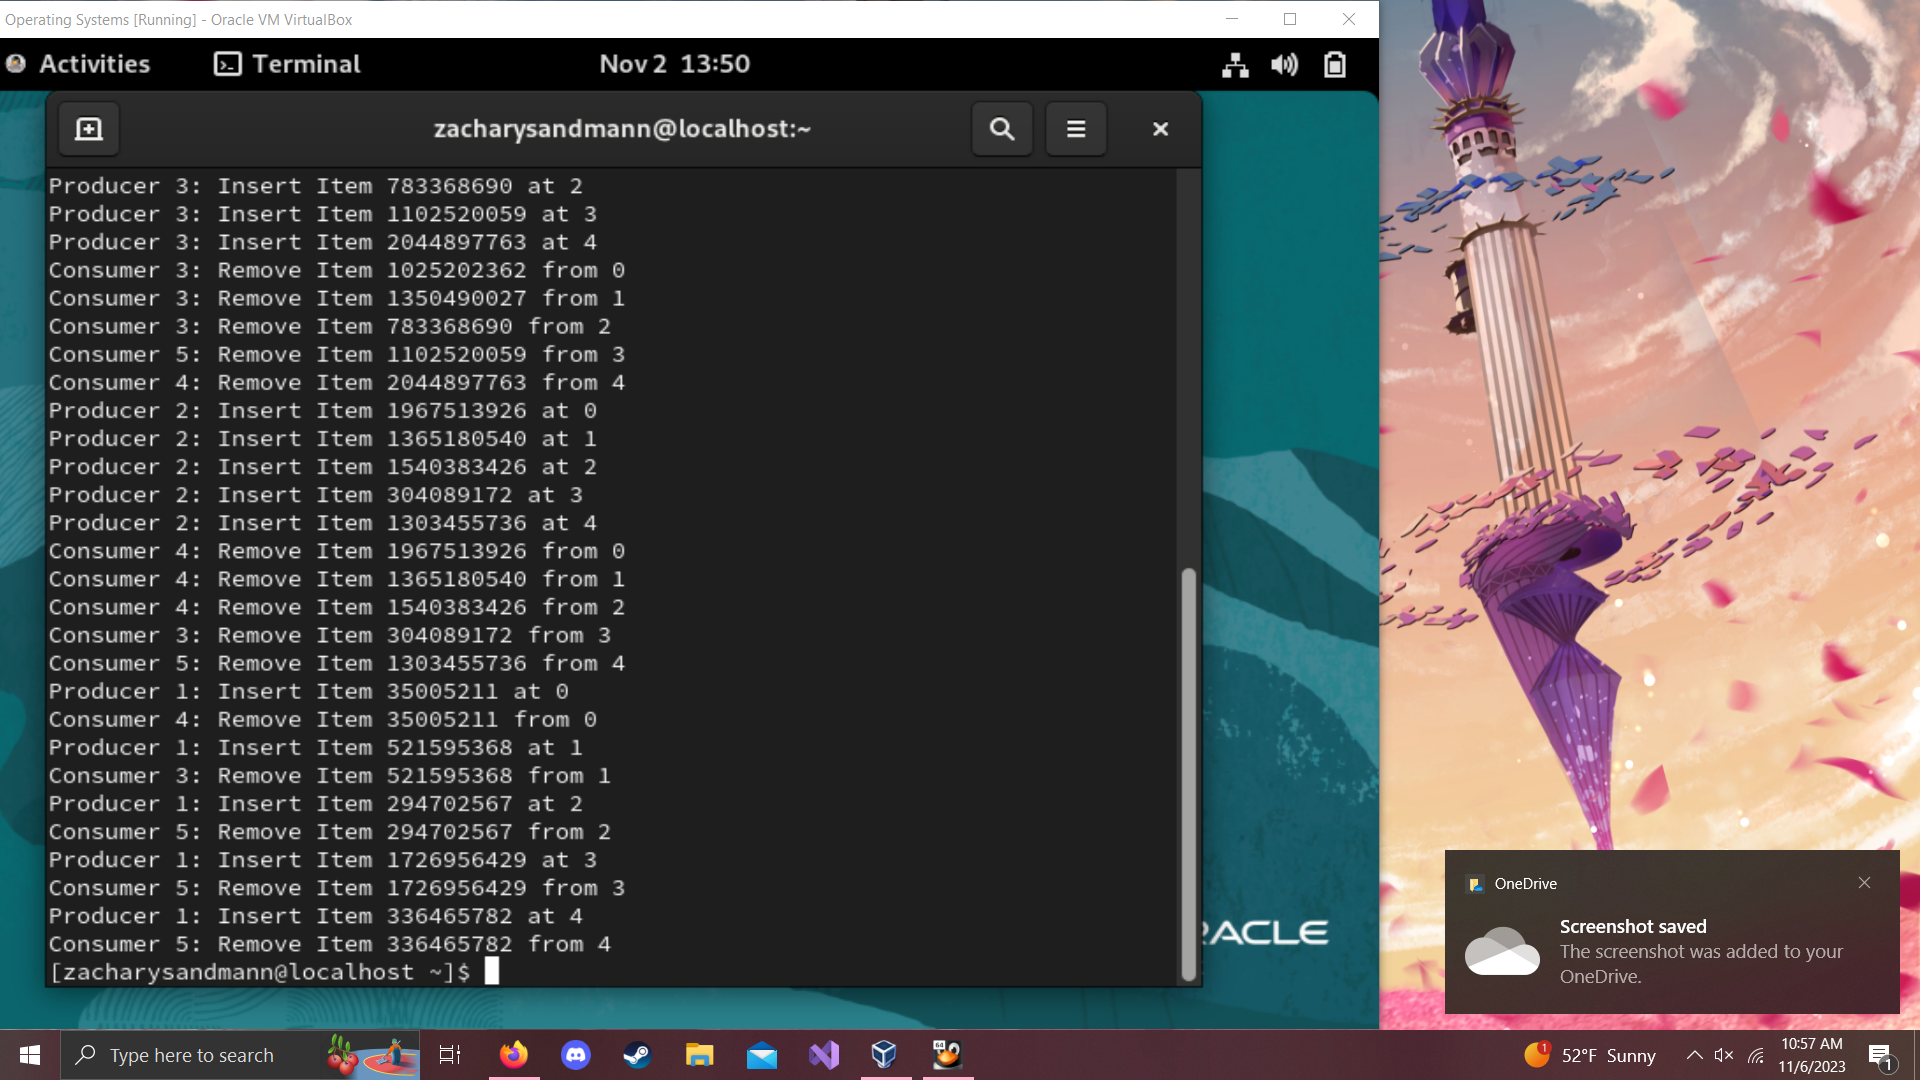 Operating Systems [Running] - Oracle VM VirtualBox
Activities
Terminal
Nov 2 13:50
zacharysandmann@localhost:~
Producer 3: Insert Item 783368690 at 2
Producer 3: Insert Item 1102520059 at 3
Producer 3: Insert Item 2044897763 at 4
Consumer 3: Remove Item 1025202362 from 0
Consumer 3: Remove Item 1350490027 from 1
Consumer 3: Remove Item 783368690 from 2
Consumer 5: Remove Item 1102520059 from 3
Consumer 4: Remove Item 2044897763 from 4
Producer 2: Insert Item 1967513926 at 0
Producer 2: Insert Item 1365180540 at 1
Producer 2: Insert Item 1540383426 at 2
Producer 2: Insert Item 304089172 at 3
Producer 2: Insert Item 1303455736 at 4
Consumer 4: Remove Item 1967513926 from 0
Consumer 4: Remove Item 1365180540 from 1
Consumer 4: Remove Item 1540383426 from 2
Consumer 3: Remove Item 304089172 from 3
Consumer 5: Remove Item 1303455736 from 4
Producer 1: Insert Item 35005211 at 0
Consumer 4: Remove Item 35005211 from 0
Producer 1: Insert Item 521595368 at 1
Consumer 3: Remove Item 521595368 from 1
Producer 1: Insert Item 294702567 at 2
Consumer 5: Remove Item 294702567 from 2
Producer 1: Insert Item 1726956429 at 3
Consumer 5: Remove Item 1726956429 from 3
Producer 1: Insert Item 336465782 at 4
Consumer 5: Remove Item 336465782 from 4
[zacharysandmann@localhost ~]$
RACLE
OneDrive
Screenshot saved
The screenshot was added to your
OneDrive.
Type here to search
64
1
52°F Sunny
10:57 AM
11/6/2023
1